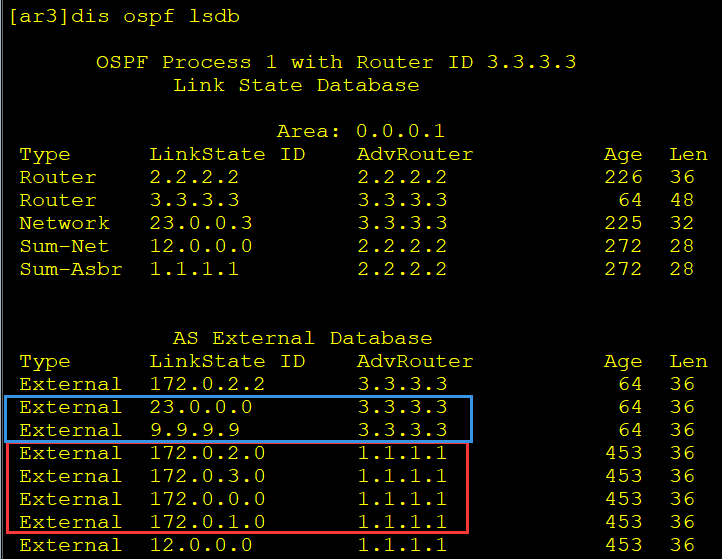 [ar3]dis ospf lsdb
OSPF Process 1 with Router ID 3.3.3.3
Link State Database
Area: 0.0.0.1
Type LinkState ID AdvRouter Age Len
Router 2.2.2.2 2.2.2.2 226 36
Router 3.3.3.3 3.3.3.3 64 48
Network 23.0.0.3 3.3.3.3 225 32
Sum-Net 12.0.0.0 2.2.2.2 272 28
Sum-Asbr 1.1.1.1 2.2.2.2 272 28
AS External Database
Type LinkState ID AdvRouter Age Len
External 172.0.2.2 3.3.3.3 64 36
External 23.0.0.0 3.3.3.3 64 36
External 9.9.9.9 3.3.3.3 64 36
External 172.0.2.0 1.1.1.1 453 36
External 172.0.3.0 1.1.1.1 453 36
External 172.0.0.0 1.1.1.1 453 36
External 172.0.1.0 1.1.1.1 453 36
External 12.0.0.0 1.1.1.1 453 36